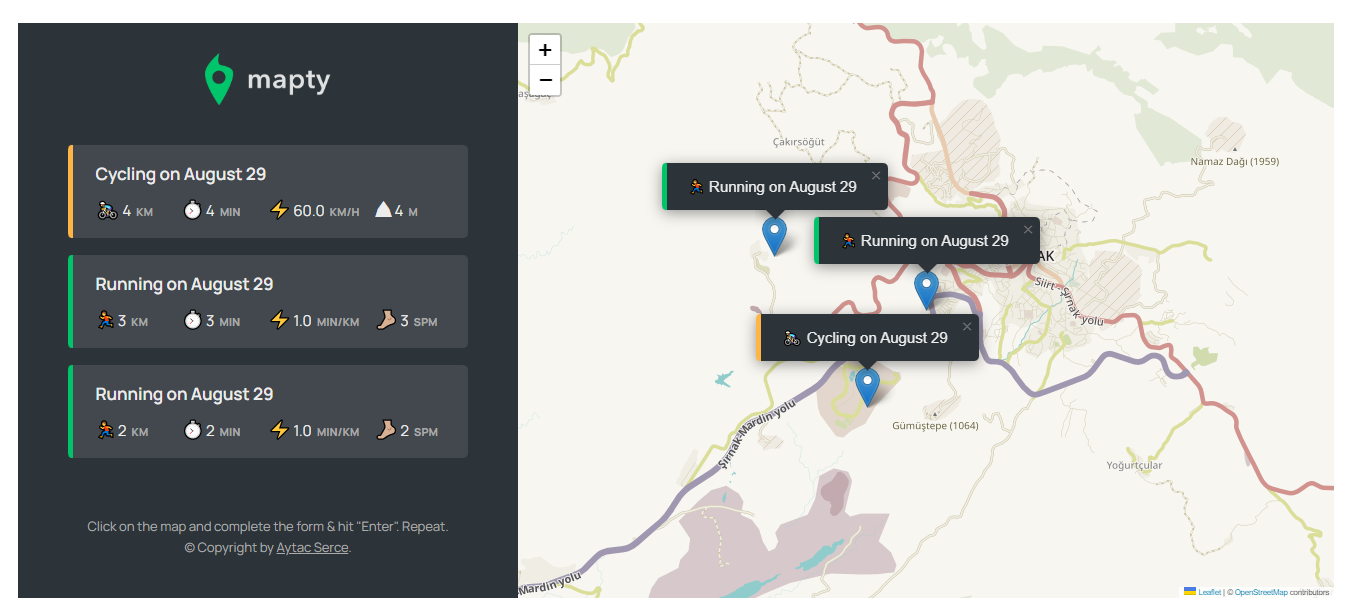 mapty
Cycling on August 29
4 KM 4 MIN 60.0 KM/H 4 M
Running on August 29
3 KM 3 MIN 1.0 MIN/KM 3 SPM
Running on August 29
2 KM 2 MIN 1.0 MIN/KM 2 SPM
Click on the map and complete the form & hit "Enter". Repeat.
© Copyright by Aytac Serce.
+
−
Çakırsöğüt
Namaz Dağı (1959)
Running on August 29 ×
Running on August 29 ×
AK
Siirt - Şırnak yolu
Cycling on August 29 ×
Şırnak-Mardin yolu
Gümüştepe (1064)
Yoğurtçular
Mardin yolu
Leaflet | © OpenStreetMap contributors